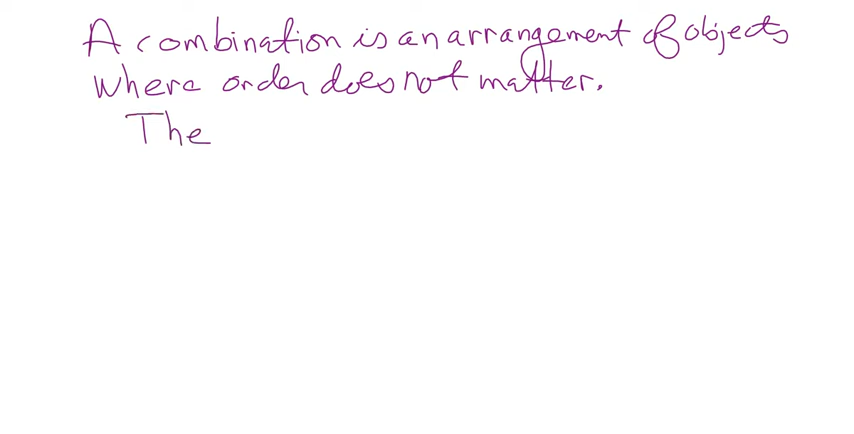 A combination is an arrangement of objects
where order does not matter.
The